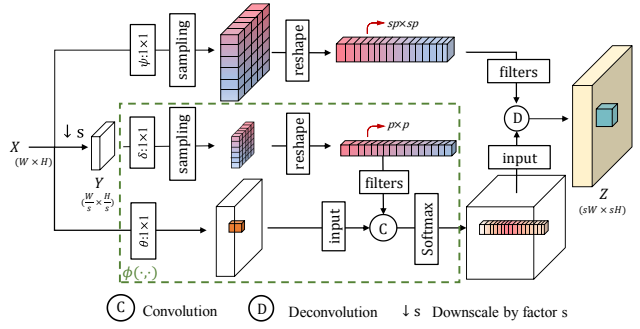 ψ:1×1
sampling
reshape
sp×sp
filters
D
↓ s
X
(W × H)
Y
(W/s × H/s)
δ:1×1
sampling
reshape
p×p
filters
input
Z
(sW × sH)
θ:1×1
input
C
Softmax
ϕ(·,·)
C Convolution
D Deconvolution
↓ s Downscale by factor s